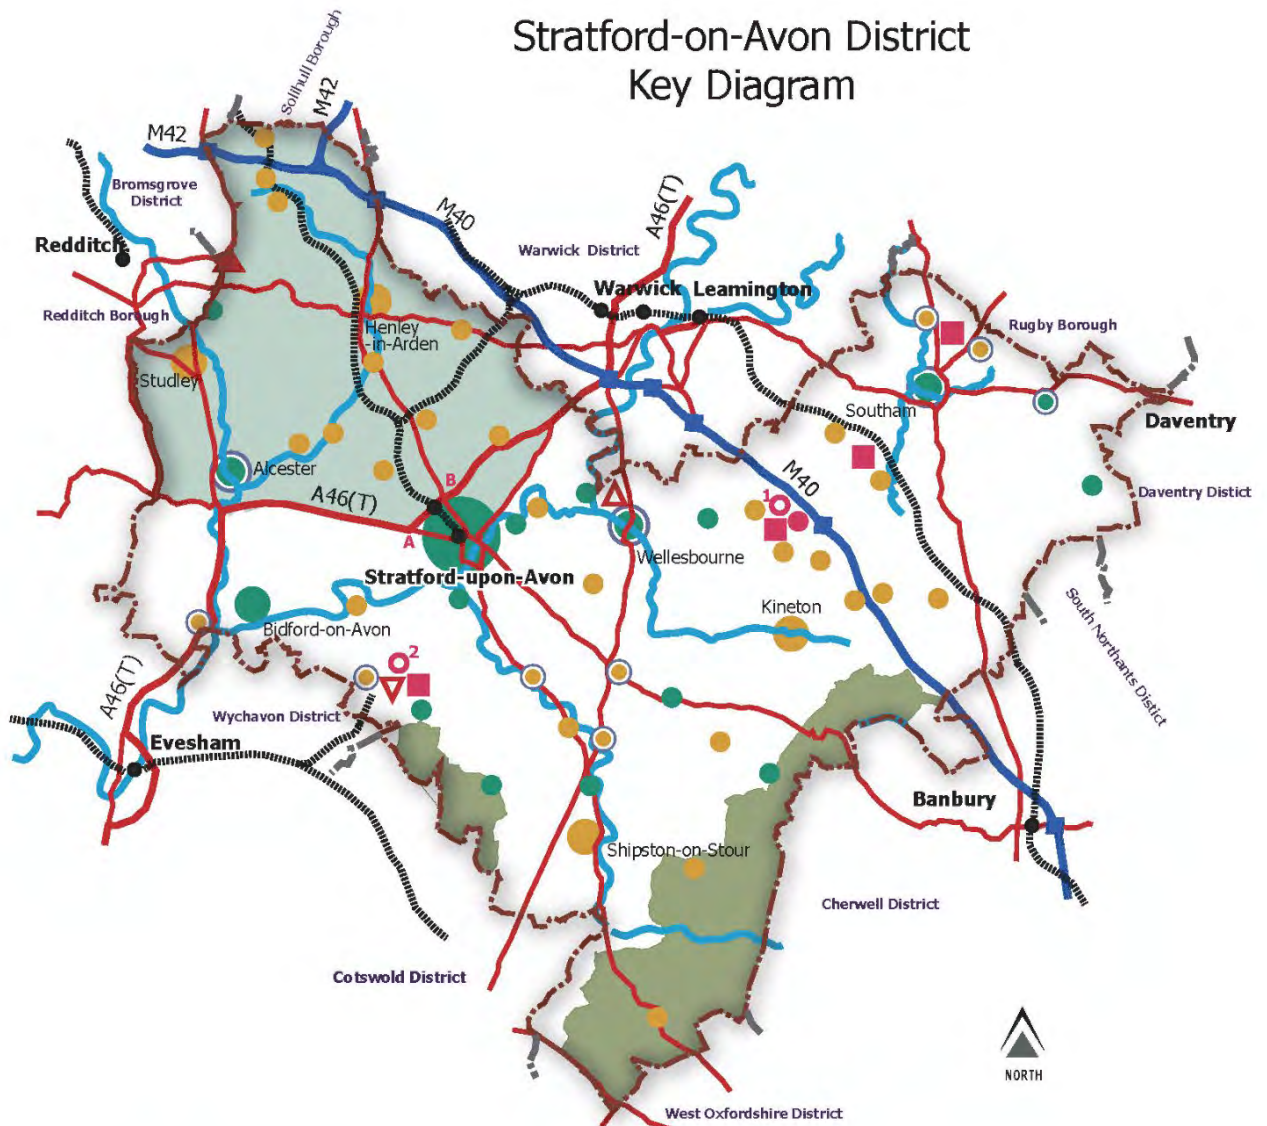 Stratford-on-Avon District
Key Diagram
Solihull Borough
M42
M42
Bromsgrove
District
M40
A46(T)
Redditch
Warwick District
Warwick
Leamington
Redditch Borough
Rugby Borough
Henley
-in-Arden
Studley
Southam
Daventry
Alcester
B
A46(T)
M40
1
Daventry Distict
A
Wellesbourne
Stratford-upon-Avon
Kineton
Bidford-on-Avon
South Northants District
2
A46(T)
Wychavon District
Evesham
Banbury
Shipston-on-Stour
Cherwell District
Cotswold District
NORTH
West Oxfordshire District